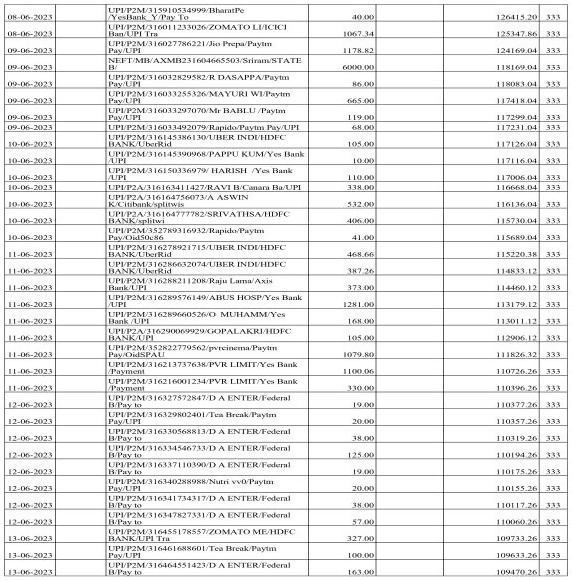 UPI/P2M/315910534999/BharatPe
08-06-2023 /YesBank_Y/Pay To 40.00 126415.20 333
UPI/P2M/316011233026/ZOMATO LI/ICICI
08-06-2023 Ban/UPI Tra 1067.34 125347.86 333
UPI/P2M/316027786221/Jio Prepa/Paytm
09-06-2023 Pay/UPI 1178.82 124169.04 333
NEFT/MB/AXMB231604665503/Sriram/STATE
09-06-2023 B/ 6000.00 118169.04 333
UPI/P2M/316032829582/R DASAPPA/Paytm
09-06-2023 Pay/UPI 86.00 118083.04 333
UPI/P2M/316033255326/MAYURI WI/Paytm
09-06-2023 Pay/UPI 665.00 117418.04 333
UPI/P2M/316033297070/Mr BABLU /Paytm
09-06-2023 Pay/UPI 119.00 117299.04 333
09-06-2023 UPI/P2M/316033492079/Rapido/Paytm Pay/UPI 68.00 117231.04 333
UPI/P2M/316145386130/UBER INDI/HDFC
10-06-2023 BANK/UberRid 105.00 117126.04 333
UPI/P2M/316145390968/PAPPU KUM/Yes Bank
10-06-2023 /UPI 10.00 117116.04 333
UPI/P2M/316150336979/ HARISH /Yes Bank
10-06-2023 /UPI 110.00 117006.04 333
10-06-2023 UPI/P2A/316163411427/RAVI B/Canara Ba/UPI 338.00 116668.04 333
UPI/P2A/316164756073/A ASWIN
10-06-2023 K/Citibank/splitwis 532.00 116136.04 333
UPI/P2A/316164777782/SRIVATHSA/HDFC
10-06-2023 BANK/splitwi 406.00 115730.04 333
UPI/P2M/352789316932/Rapido/Paytm
10-06-2023 Pay/Oid50c86 41.00 115689.04 333
UPI/P2M/316278921715/UBER INDI/HDFC
11-06-2023 BANK/UberRid 468.66 115220.38 333
UPI/P2M/316286632074/UBER INDI/HDFC
11-06-2023 BANK/UberRid 387.26 114833.12 333
UPI/P2M/316288211208/Raju Lama/Axis
11-06-2023 Bank/UPI 373.00 114460.12 333
UPI/P2M/316289576149/ABUS HOSP/Yes Bank
11-06-2023 /UPI 1281.00 113179.12 333
UPI/P2M/316289660526/O MUHAMM/Yes
11-06-2023 Bank /UPI 168.00 113011.12 333
UPI/P2A/316290069929/GOPALAKRI/HDFC
11-06-2023 BANK/UPI 105.00 112906.12 333
UPI/P2M/352822779562/pvrcinema/Paytm
11-06-2023 Pay/OidSPAU 1079.80 111826.32 333
UPI/P2M/316213737638/PVR LIMIT/Yes Bank
11-06-2023 /Payment 1100.06 110726.26 333
UPI/P2M/316216001234/PVR LIMIT/Yes Bank
11-06-2023 /Payment 330.00 110396.26 333
UPI/P2M/316327572847/D A ENTER/Federal
12-06-2023 B/Pay to 19.00 110377.26 333
UPI/P2M/316329802401/Tea Break/Paytm
12-06-2023 Pay/UPI 20.00 110357.26 333
UPI/P2M/316330568813/D A ENTER/Federal
12-06-2023 B/Pay to 38.00 110319.26 333
UPI/P2M/316334546733/D A ENTER/Federal
12-06-2023 B/Pay to 125.00 110194.26 333
UPI/P2M/316337110390/D A ENTER/Federal
12-06-2023 B/Pay to 19.00 110175.26 333
UPI/P2M/316340288988/Nutri vv0/Paytm
12-06-2023 Pay/UPI 20.00 110155.26 333
UPI/P2M/316341734317/D A ENTER/Federal
12-06-2023 B/Pay to 38.00 110117.26 333
UPI/P2M/316347827331/D A ENTER/Federal
12-06-2023 B/Pay to 57.00 110060.26 333
UPI/P2M/316455178557/ZOMATO ME/HDFC
13-06-2023 BANK/UPI Tra 327.00 109733.26 333
UPI/P2M/316461688601/Tea Break/Paytm
13-06-2023 Pay/UPI 100.00 109633.26 333
UPI/P2M/316464551423/D A ENTER/Federal
13-06-2023 B/Pay to 163.00 109470.26 333